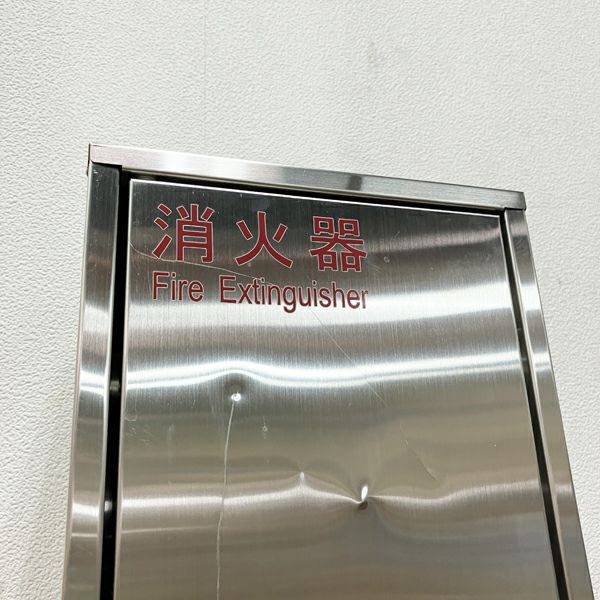 消火器
Fire Extinguisher